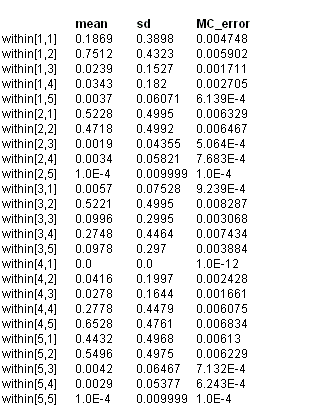 mean sd MC_error
within[1,1] 0.1869 0.3898 0.004748
within[1,2] 0.7512 0.4323 0.005902
within[1,3] 0.0239 0.1527 0.001711
within[1,4] 0.0343 0.182 0.002705
within[1,5] 0.0037 0.06071 6.139E-4
within[2,1] 0.5228 0.4995 0.006329
within[2,2] 0.4718 0.4992 0.006467
within[2,3] 0.0019 0.04355 5.064E-4
within[2,4] 0.0034 0.05821 7.683E-4
within[2,5] 1.0E-4 0.009999 1.0E-4
within[3,1] 0.0057 0.07528 9.239E-4
within[3,2] 0.5221 0.4995 0.008287
within[3,3] 0.0996 0.2995 0.003068
within[3,4] 0.2748 0.4464 0.007434
within[3,5] 0.0978 0.297 0.003884
within[4,1] 0.0 0.0 1.0E-12
within[4,2] 0.0416 0.1997 0.002428
within[4,3] 0.0278 0.1644 0.001661
within[4,4] 0.2778 0.4479 0.006075
within[4,5] 0.6528 0.4761 0.006834
within[5,1] 0.4432 0.4968 0.00613
within[5,2] 0.5496 0.4975 0.006229
within[5,3] 0.0042 0.06467 7.132E-4
within[5,4] 0.0029 0.05377 6.243E-4
within[5,5] 1.0E-4 0.009999 1.0E-4